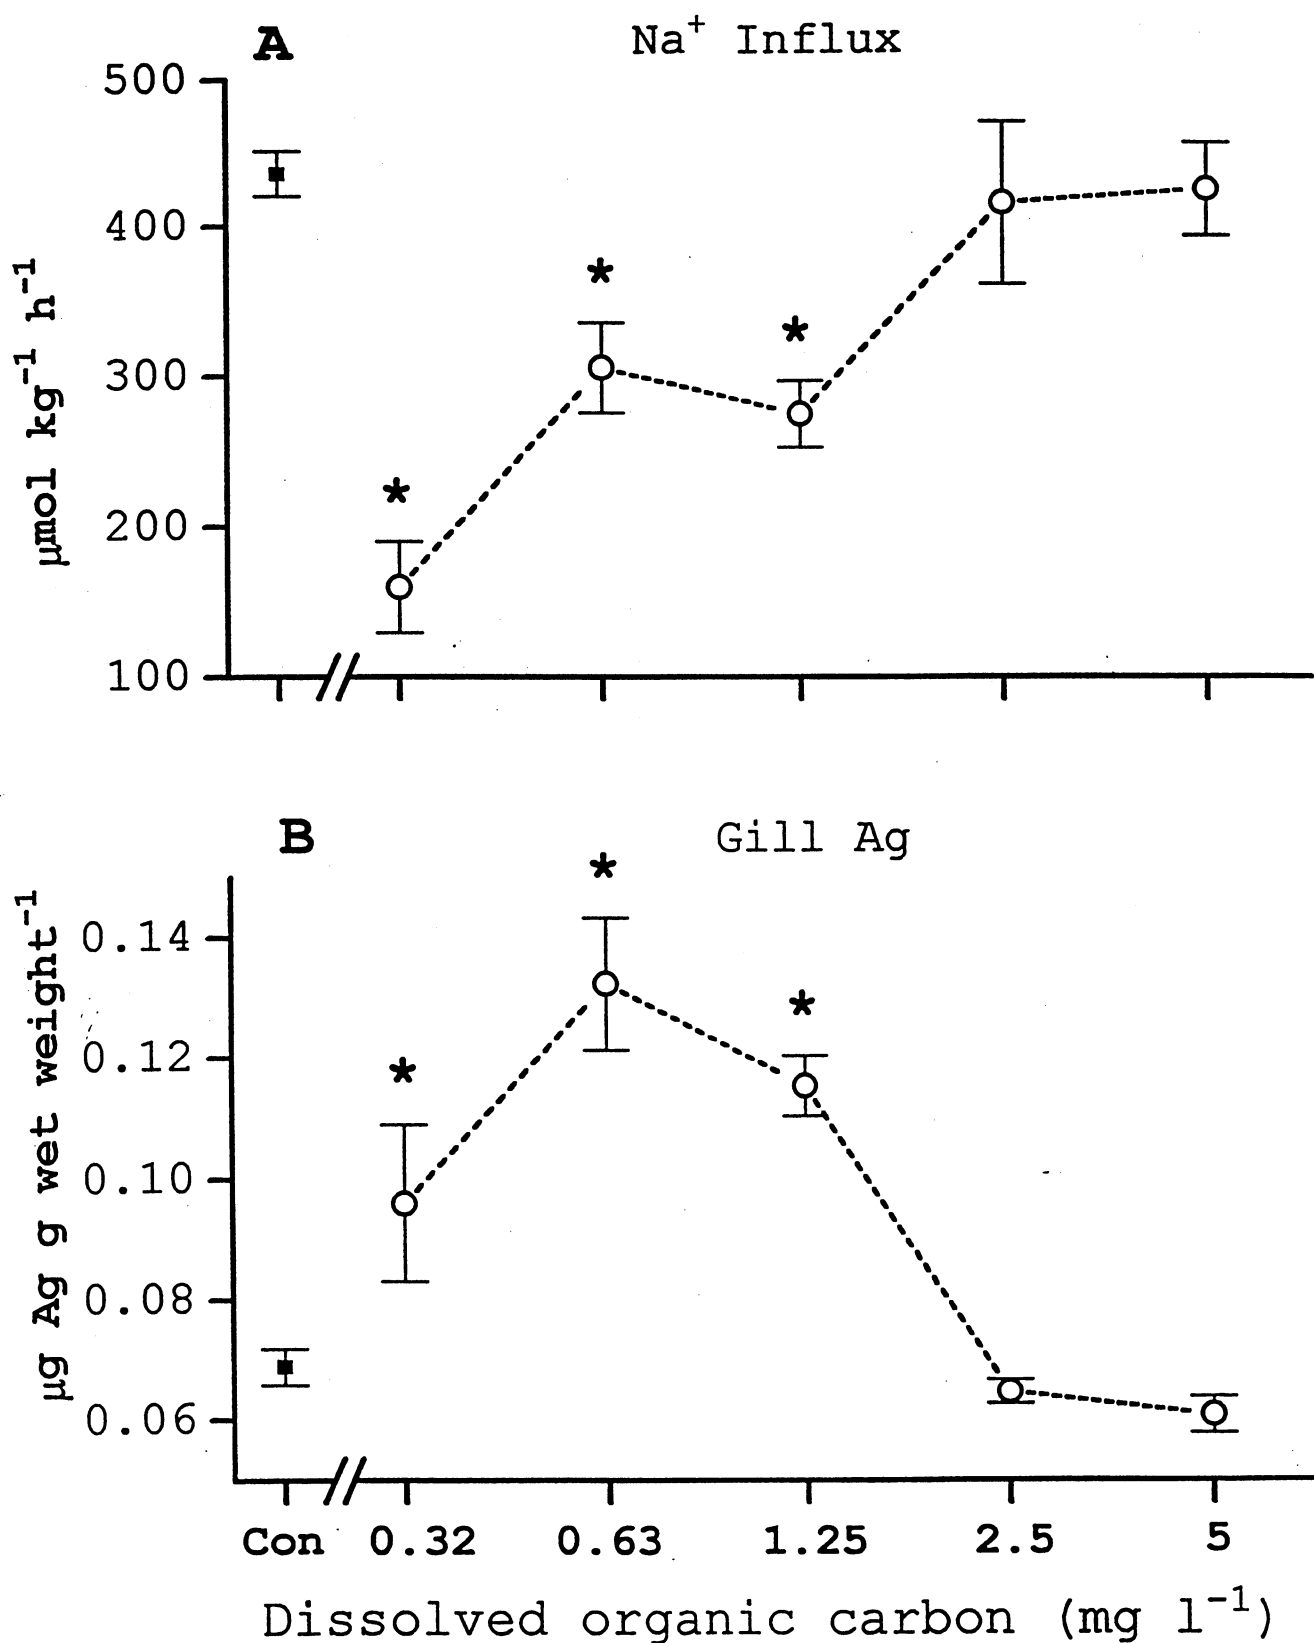 A
Na⁺ Influx
500
400
300
200
100
µmol kg⁻¹ h⁻¹
*
*
*
B
Gill Ag
0.14
0.12
0.10
0.08
0.06
µg Ag g wet weight⁻¹
*
*
*
Con 0.32 0.63 1.25 2.5 5
Dissolved organic carbon (mg l⁻¹)